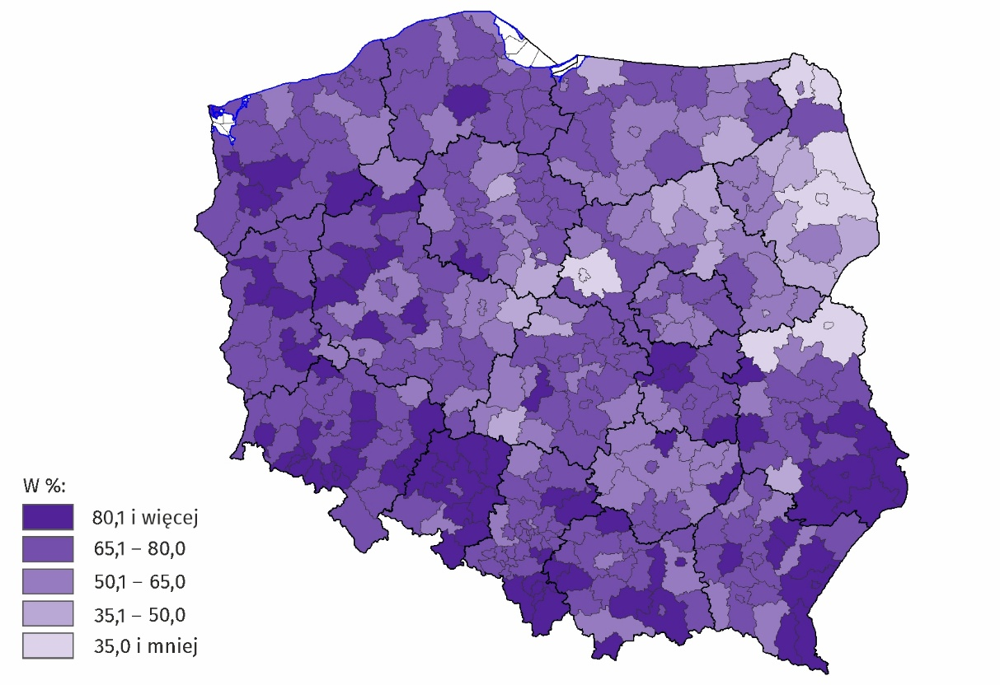 W %:
80,1 i więcej
65,1 – 80,0
50,1 – 65,0
35,1 – 50,0
35,0 i mniej